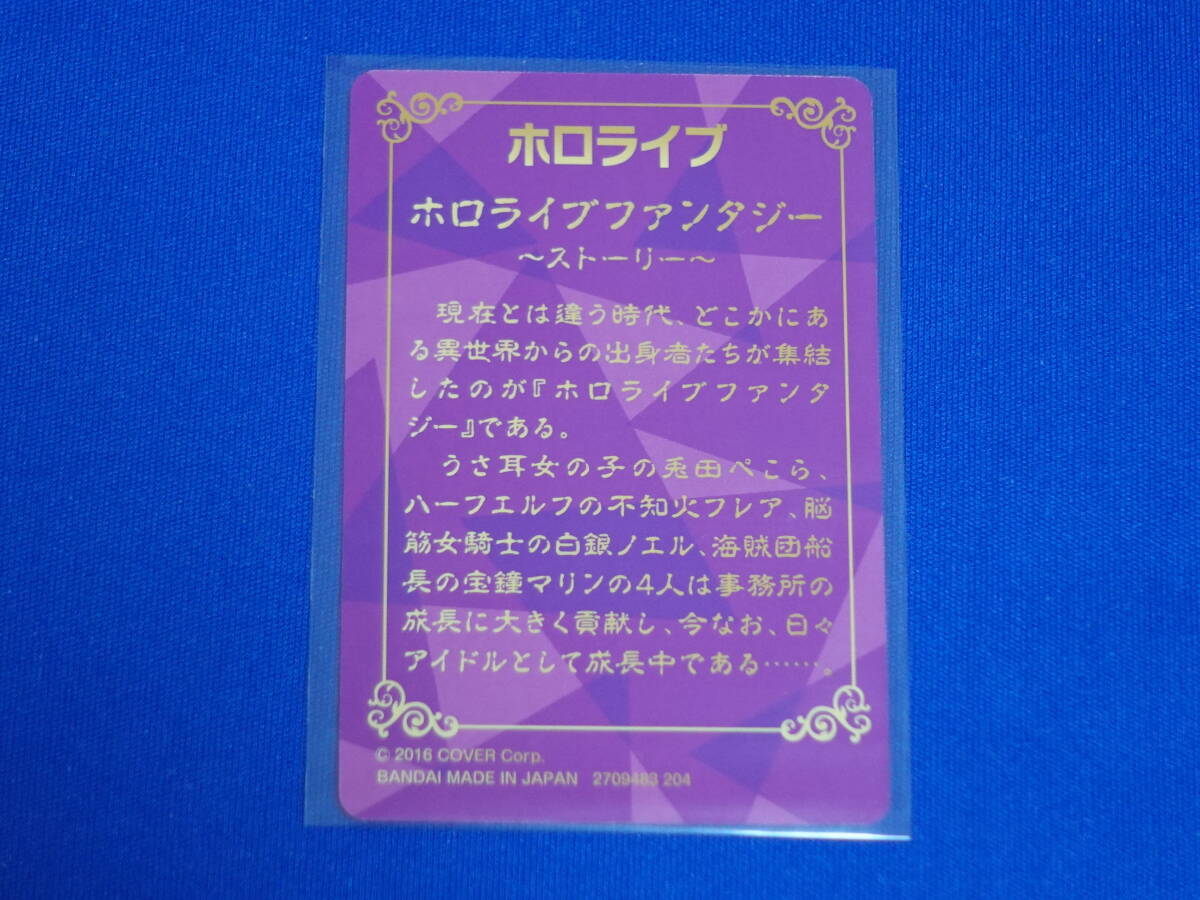 ホロライブ
ホロライブファンタジー
～ストーリー～
現在とは違う時代、どこかにあ
る異世界からの出身者たちが集結
したのが『ホロライブファンタ
ジー』である。
うさ耳女の子の兎田ぺこら、
ハーフエルフの不知火フレア、脳
筋女騎士の白銀ノエル、海賊団船
長の宝鐘マリンの4人は事務所の
成長に大きく貢献し、今なお、日々
アイドルとして成長中である……。
© 2016 COVER Corp.
BANDAI MADE IN JAPAN 2709483 204